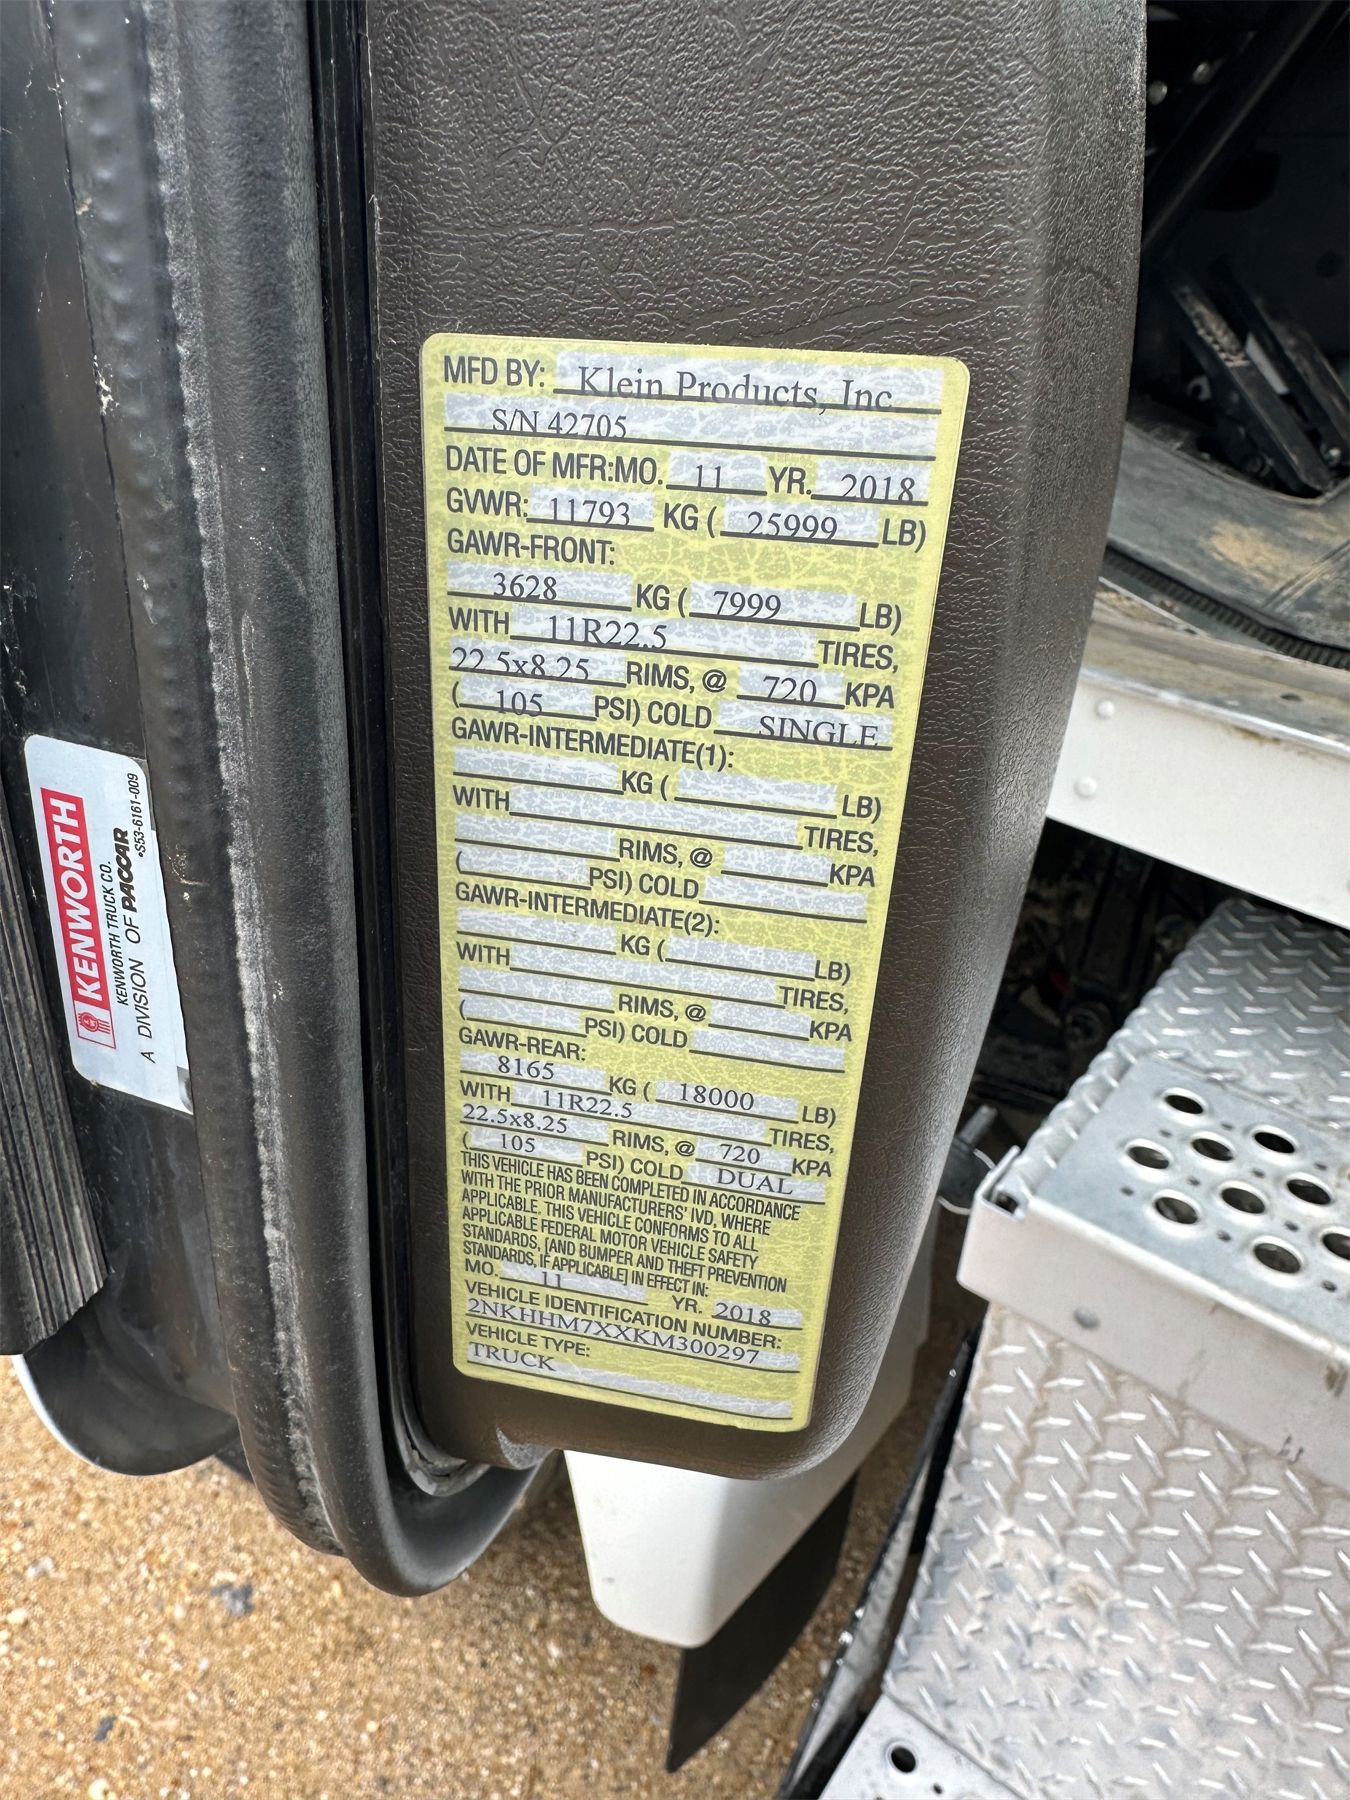 MFD BY: Klein Products, Inc
S/N 42705
DATE OF MFR:MO. 11 YR. 2018
GVWR: 11793 KG ( 25999 LB)
GAWR-FRONT:
3628 KG ( 7999 LB)
WITH 11R22.5 TIRES,
22.5x8.25 RIMS, @ 720 KPA
( 105 PSI) COLD SINGLE
GAWR-INTERMEDIATE(1):
KG ( LB)
WITH TIRES,
RIMS, @ KPA
( PSI) COLD
GAWR-INTERMEDIATE(2):
KG ( LB)
WITH TIRES,
RIMS, @ KPA
( PSI) COLD
GAWR-REAR:
8165 KG ( 18000 LB)
WITH 11R22.5 TIRES,
22.5x8.25 RIMS, @ 720 KPA
( 105 PSI) COLD DUAL
THIS VEHICLE HAS BEEN COMPLETED IN ACCORDANCE
WITH THE PRIOR MANUFACTURERS' IVD, WHERE
APPLICABLE. THIS VEHICLE CONFORMS TO ALL
APPLICABLE FEDERAL MOTOR VEHICLE SAFETY
STANDARDS, [AND BUMPER AND THEFT PREVENTION
STANDARDS, IF APPLICABLE] IN EFFECT IN:
MO. 11 YR. 2018
VEHICLE IDENTIFICATION NUMBER:
2NKHHM7XXKM300297
VEHICLE TYPE:
TRUCK
KENWORTH
KENWORTH TRUCK CO.
A DIVISION OF PACCAR
*S53-6161-009